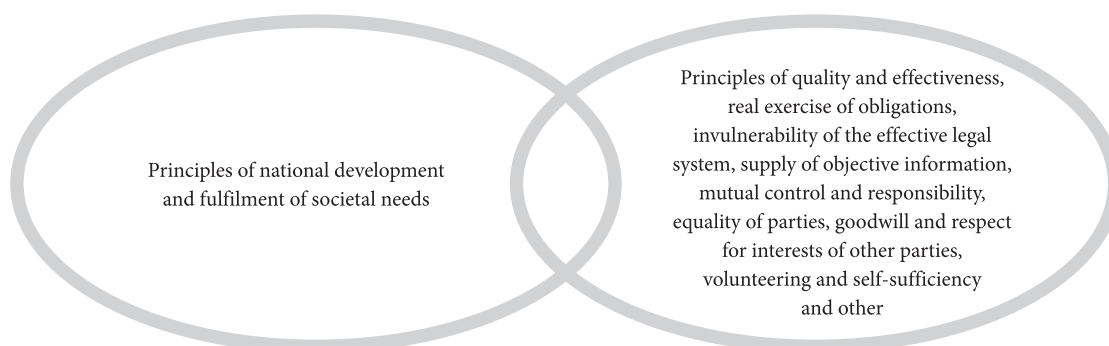 Principles of national development
and fulfilment of societal needs
Principles of quality and effectiveness,
real exercise of obligations,
invulnerability of the effective legal
system, supply of objective information,
mutual control and responsibility,
equality of parties, goodwill and respect
for interests of other parties,
volunteering and self-sufficiency
and other